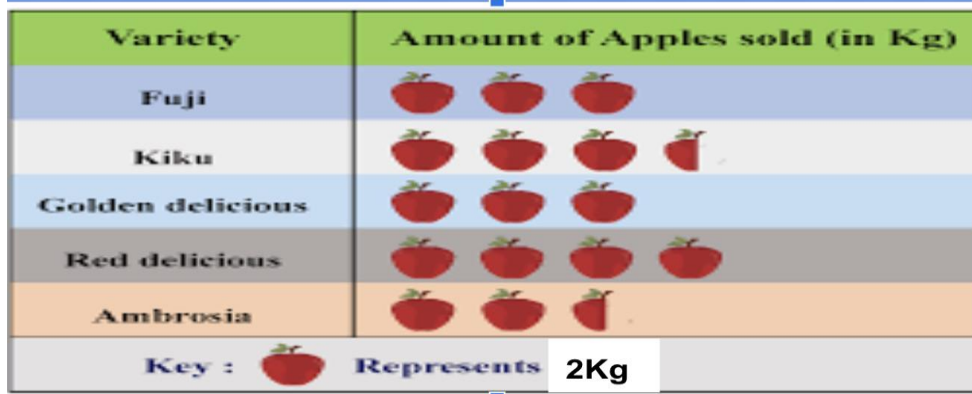 Variety Amount of Apples sold (in Kg)
Fuji
Kiku
Golden delicious
Red delicious
Ambrosia
Key : Represents 2Kg